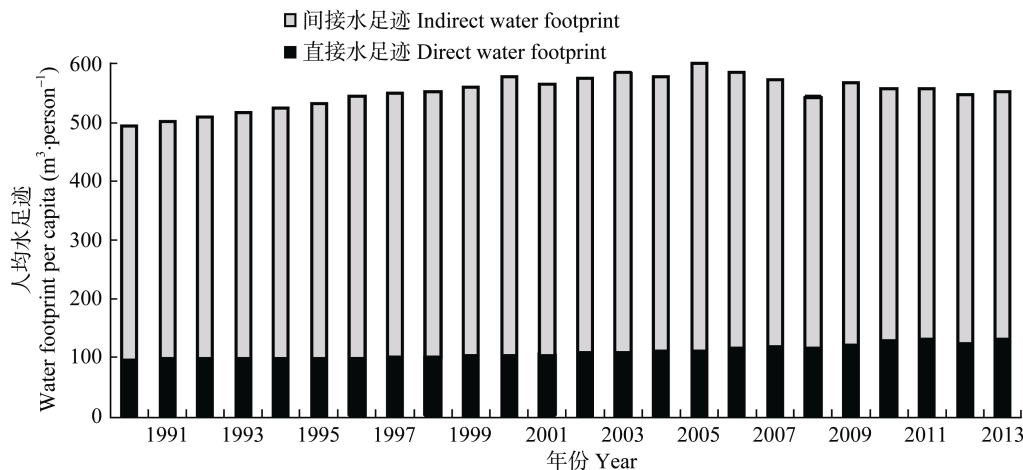 间接水足迹 Indirect water footprint
直接水足迹 Direct water footprint
人均水足迹
Water footprint per capita (m³·person⁻¹)
600
500
400
300
200
100
0
1991 1993 1995 1997 1999 2001 2003 2005 2007 2009 2011 2013
年份 Year